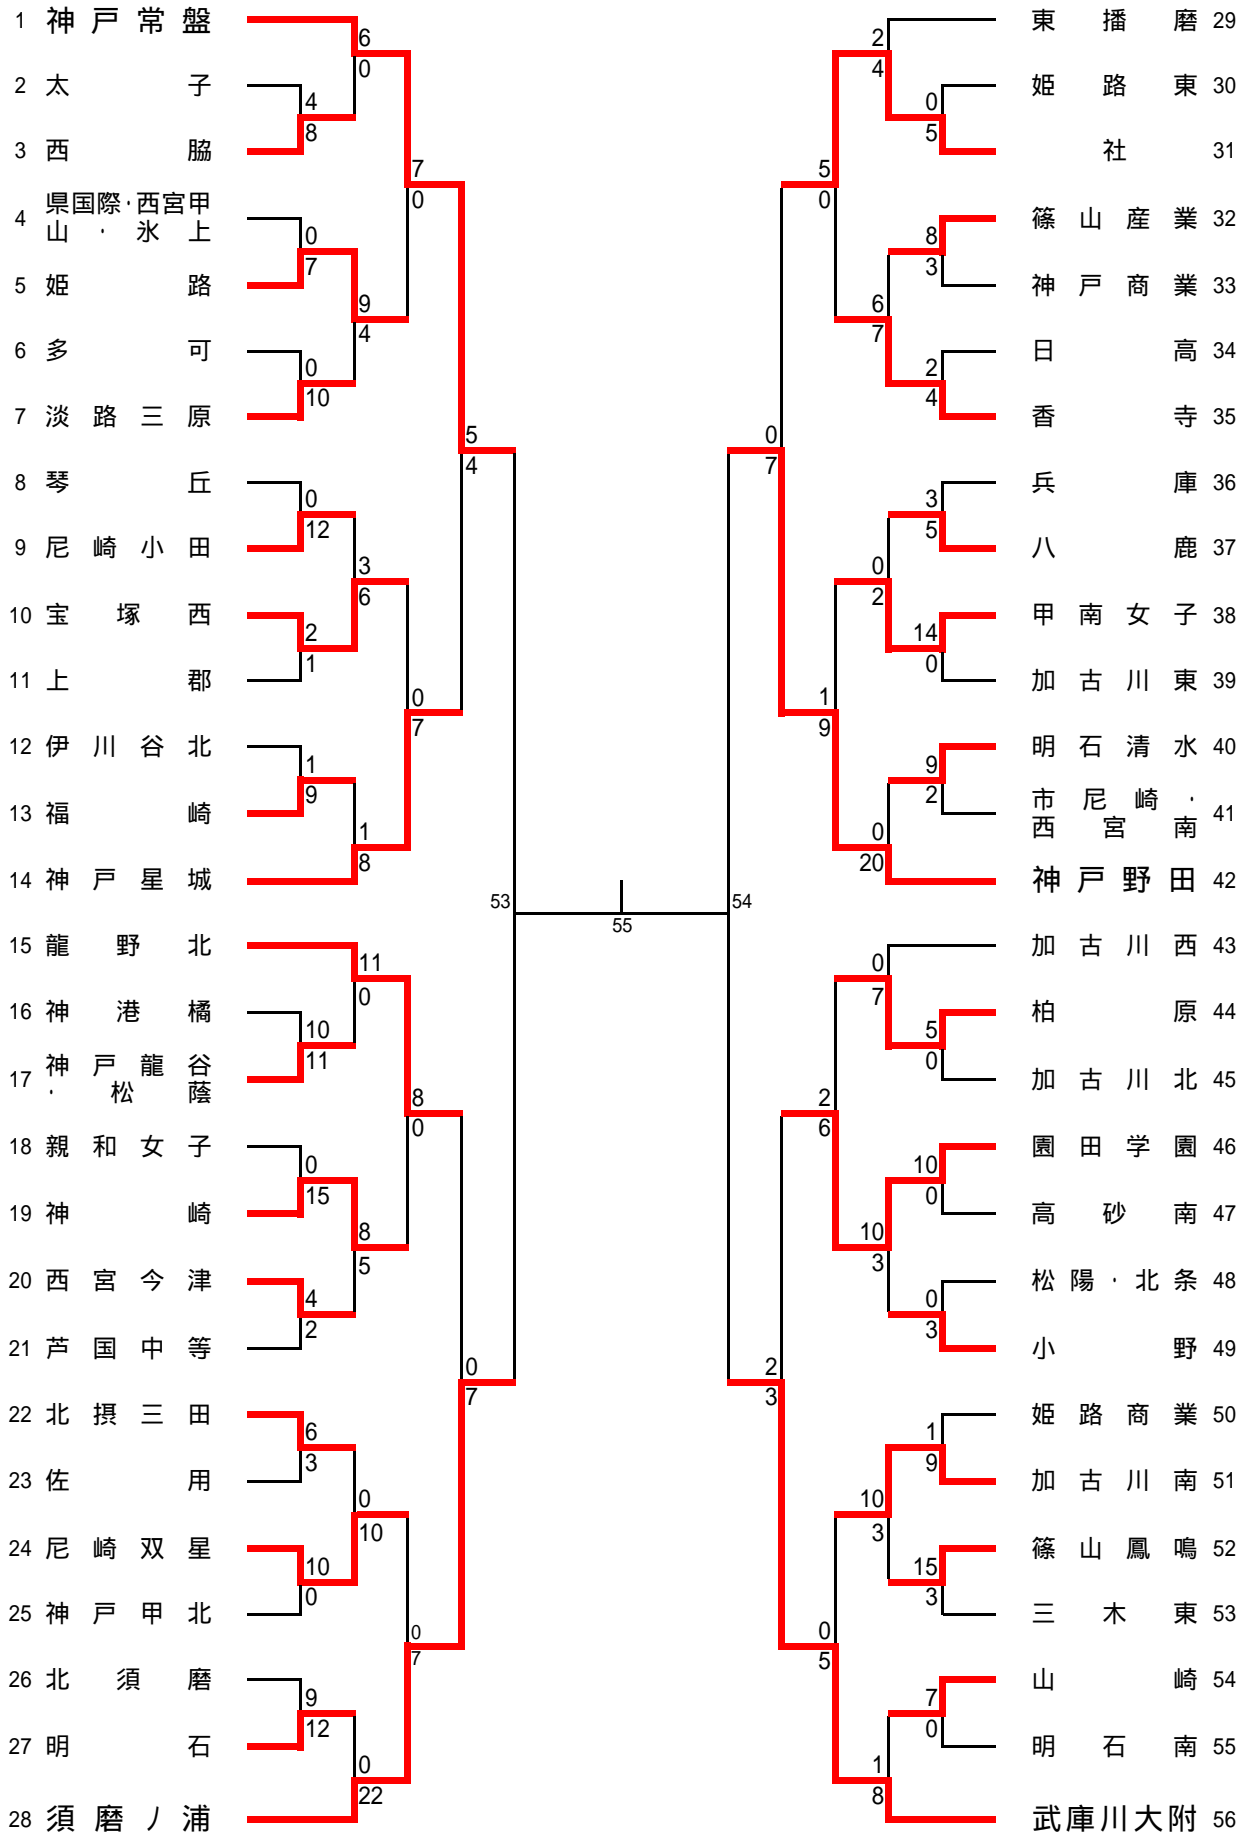 1 神戸常盤
2 太子
3 西脇
4 県国際・西宮甲
山・氷上
5 姫路
6 多可
7 淡路三原
8 琴丘
9 尼崎小田
10 宝塚西
11 上郡
12 伊川谷北
13 福崎
14 神戸星城
15 龍野北
16 神港橘
17 神戸龍谷
・松蔭
18 親和女子
19 神崎
20 西宮今津
21 芦国中等
22 北摂三田
23 佐用
24 尼崎双星
25 神戸甲北
26 北須磨
27 明石
28 須磨ノ浦
6
0
4
8
7
0
0
7
9
4
0
10
5
4
0
12
3
6
2
1
0
7
1
9
1
8
53
11
0
10
11
8
0
0
15
8
5
4
2
0
7
6
3
0
10
10
0
0
7
9
12
0
22
55
54
2
4
0
5
5
0
8
3
6
7
2
4
0
7
3
5
0
2
14
0
1
9
9
2
0
20
0
7
5
0
2
6
10
0
10
3
0
3
2
3
1
9
10
3
15
3
0
5
7
0
1
8
東播磨 29
姫路東 30
社 31
篠山産業 32
神戸商業 33
日高 34
香寺 35
兵庫 36
八鹿 37
甲南女子 38
加古川東 39
明石清水 40
市尼崎・
西宮南 41
神戸野田 42
加古川西 43
柏原 44
加古川北 45
園田学園 46
高砂南 47
松陽・北条 48
小野 49
姫路商業 50
加古川南 51
篠山鳳鳴 52
三木東 53
山崎 54
明石南 55
武庫川大附 56